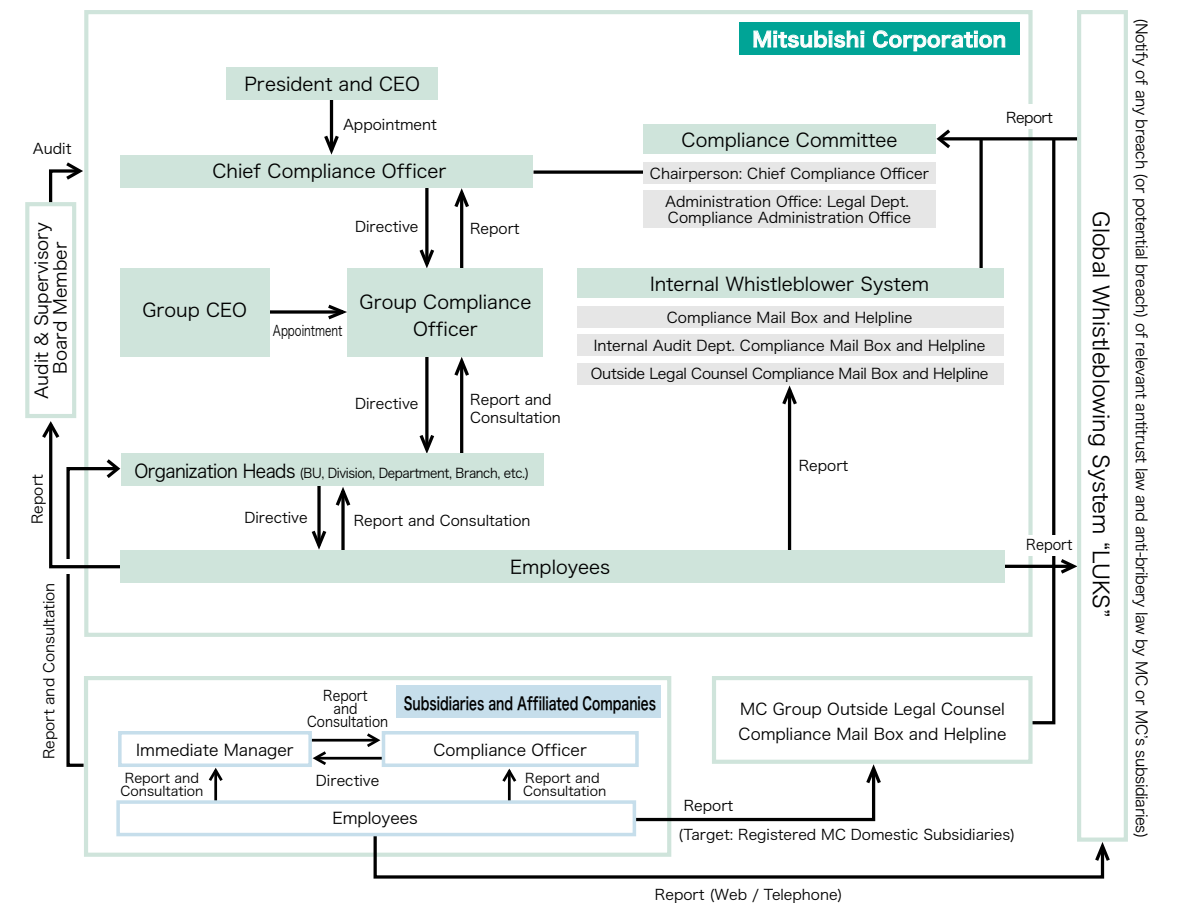 Mitsubishi Corporation
President and CEO
Appointment
Chief Compliance Officer
Directive
Report
Group CEO
Appointment
Group Compliance
Officer
Directive
Report and
Consultation
Organization Heads (BU, Division, Department, Branch, etc.)
Directive
Report and Consultation
Employees
Compliance Committee
Chairperson: Chief Compliance Officer
Administration Office: Legal Dept.
Compliance Administration Office
Internal Whistleblower System
Compliance Mail Box and Helpline
Internal Audit Dept. Compliance Mail Box and Helpline
Outside Legal Counsel Compliance Mail Box and Helpline
Report
Report
Report
Audit
Audit & Supervisory
Board Member
Report
Report and Consultation
Subsidiaries and Affiliated Companies
Report
and
Consultation
Immediate Manager
Compliance Officer
Directive
Report and
Consultation
Report and
Consultation
Employees
Report
(Target: Registered MC Domestic Subsidiaries)
MC Group Outside Legal Counsel
Compliance Mail Box and Helpline
Report (Web / Telephone)
Global Whistleblowing System “LUKS”
(Notify of any breach (or potential breach) of relevant antitrust law and anti-bribery law by MC or MC's subsidiaries)